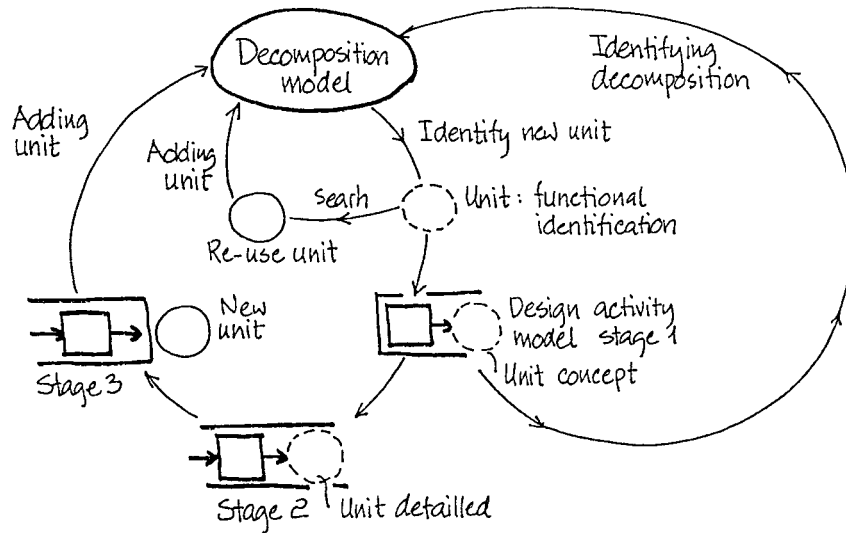 Decomposition
model
Identifying
decomposition
Adding
unit
Adding
unit
Identify new unit
Searh
Unit: functional
identification
Re-use unit
New
unit
Design activity
model stage 1
Unit concept
Stage 3
Stage 2
Unit detailled